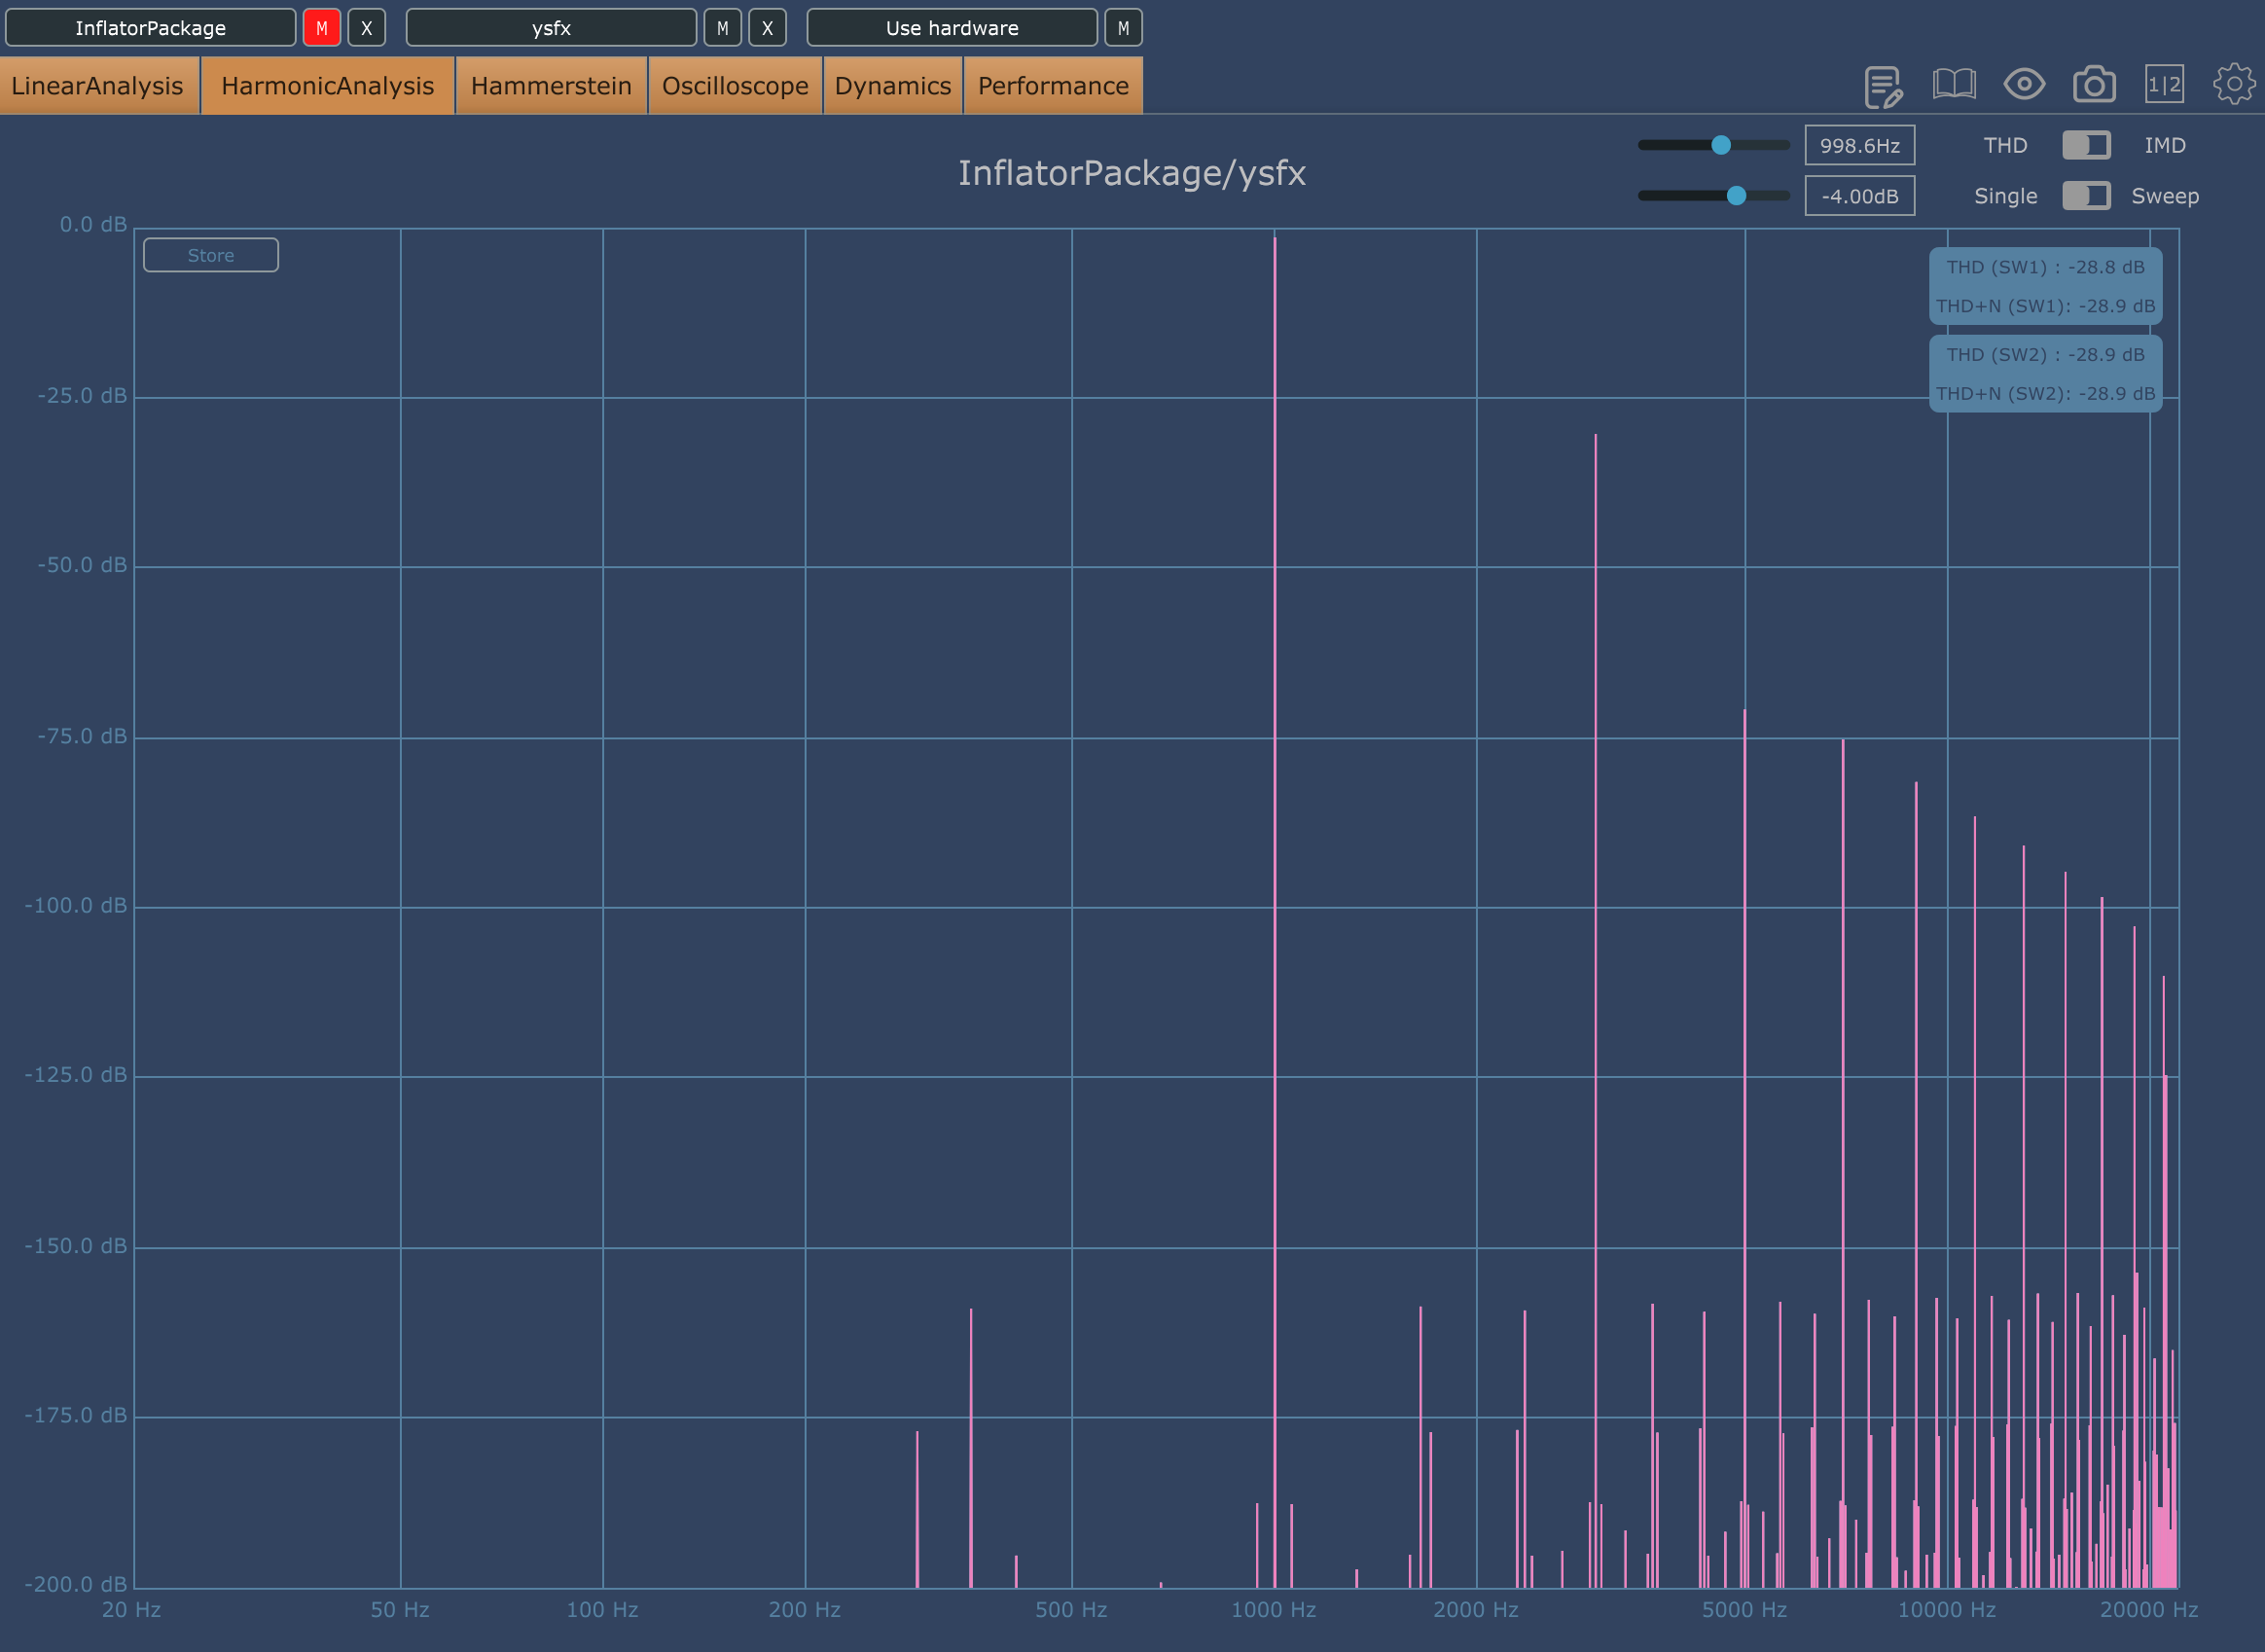 InflatorPackage M X ysfx M X Use hardware M
LinearAnalysis HarmonicAnalysis Hammerstein Oscilloscope Dynamics Performance 1|2
998.6Hz THD IMD
InflatorPackage/ysfx
-4.00dB Single Sweep
0.0 dB
Store
THD (SW1) : -28.8 dB
THD+N (SW1): -28.9 dB
THD (SW2) : -28.9 dB
THD+N (SW2): -28.9 dB
-25.0 dB
-50.0 dB
-75.0 dB
-100.0 dB
-125.0 dB
-150.0 dB
-175.0 dB
-200.0 dB
20 Hz 50 Hz 100 Hz 200 Hz 500 Hz 1000 Hz 2000 Hz 5000 Hz 10000 Hz 20000 Hz